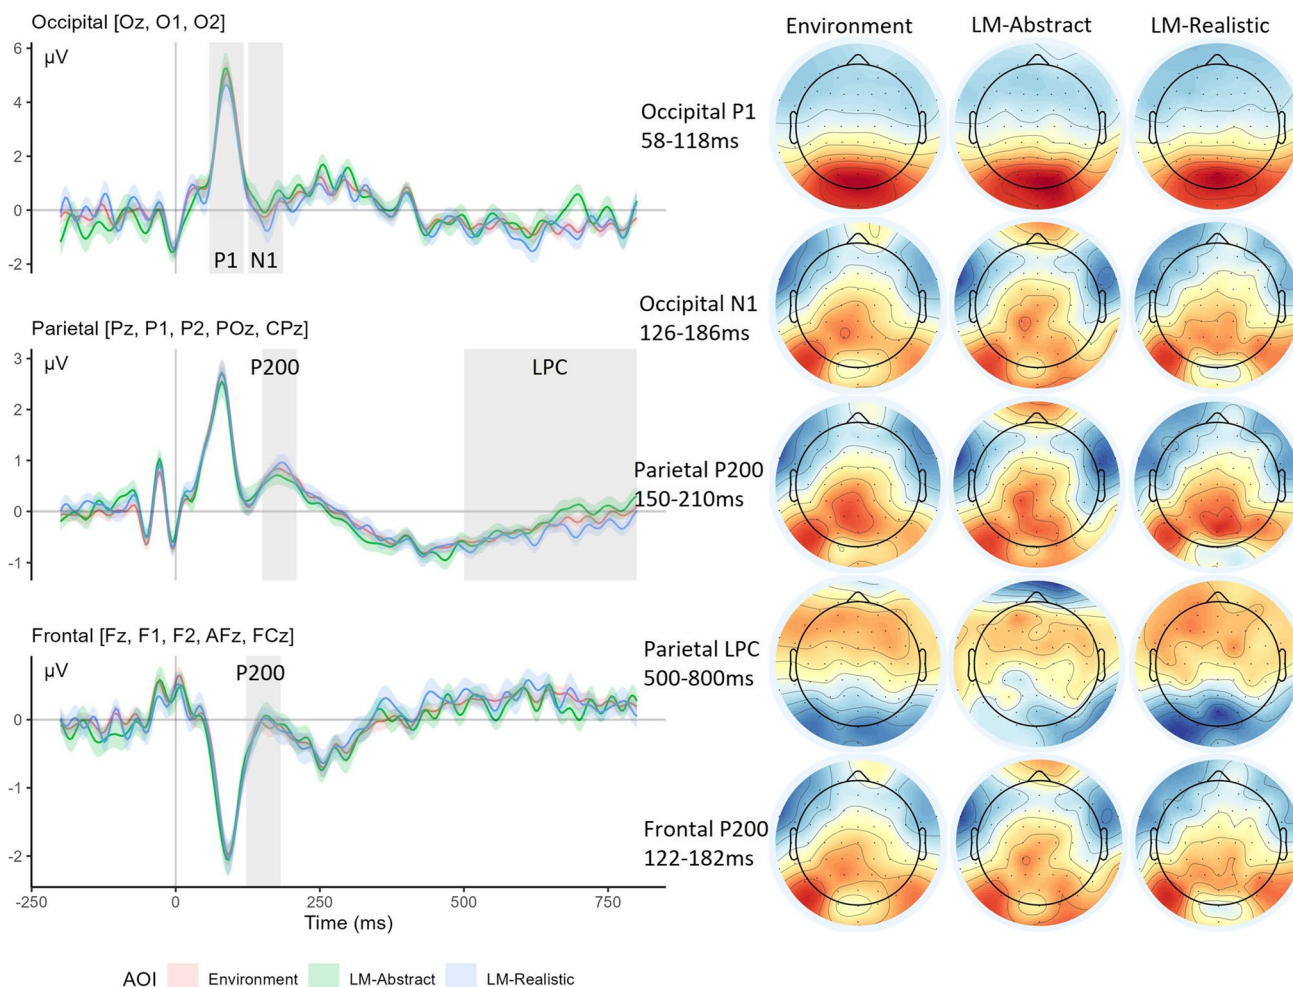 Occipital [Oz, O1, O2]
μV
6
4
2
0
-2
P1 N1
Parietal [Pz, P1, P2, POz, CPz]
μV
P200
LPC
3
2
1
0
-1
Frontal [Fz, F1, F2, AFz, FCz]
μV
P200
0
-1
-2
-250 0 250 500 750
Time (ms)
AOI Environment LM-Abstract LM-Realistic
Environment LM-Abstract LM-Realistic
Occipital P1
58-118ms
Occipital N1
126-186ms
Parietal P200
150-210ms
Parietal LPC
500-800ms
Frontal P200
122-182ms